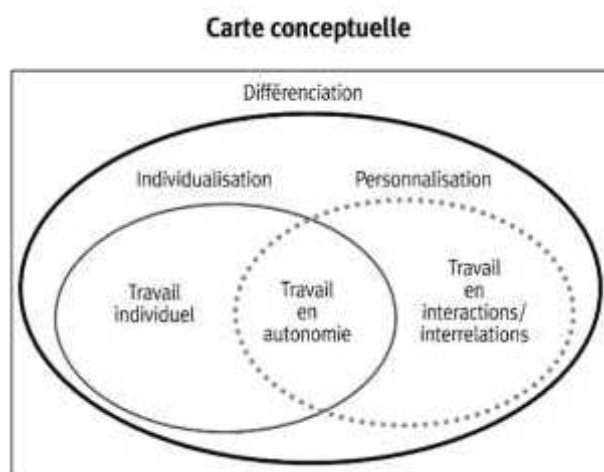 Carte conceptuelle
Différenciation
Individualisation
Personnalisation
Travail
individuel
Travail
en
autonomie
Travail
en
interactions/
interrelations